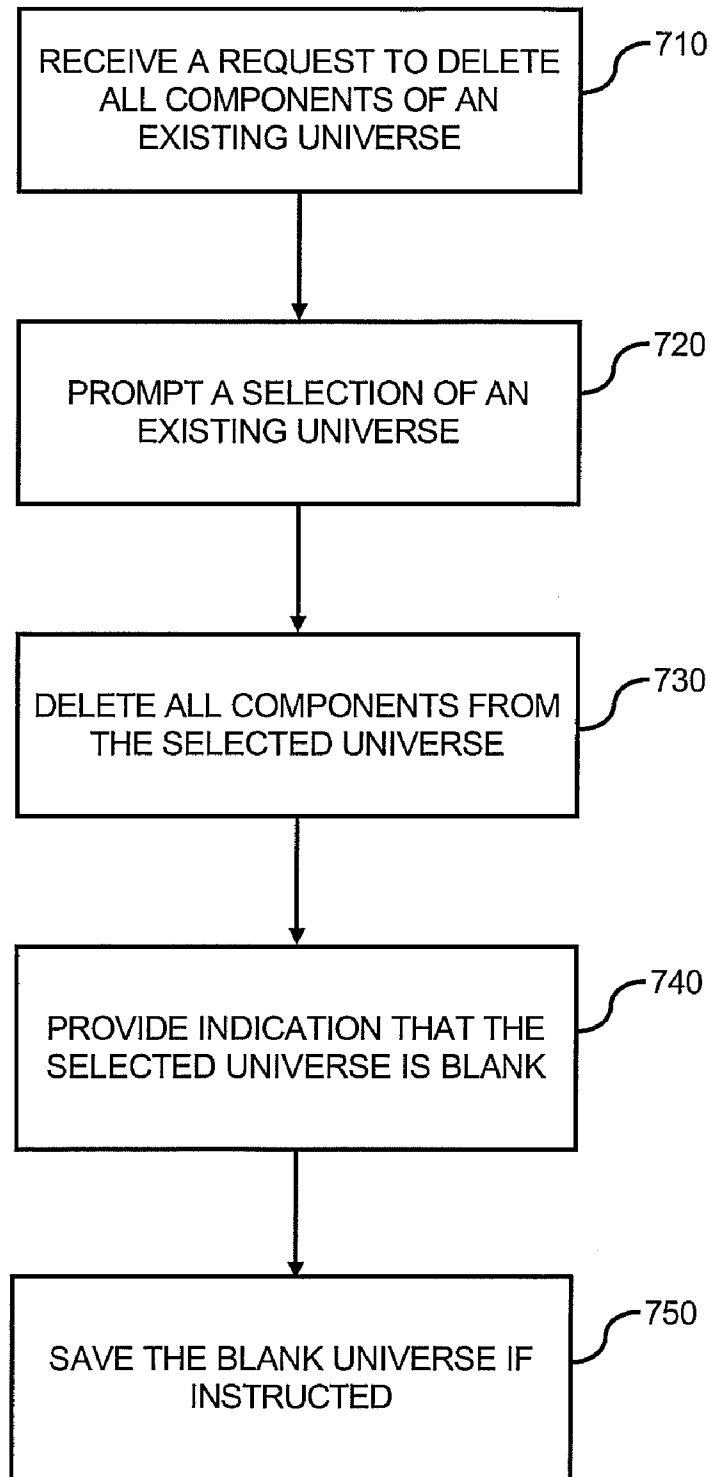 RECEIVE A REQUEST TO DELETE
ALL COMPONENTS OF AN
EXISTING UNIVERSE
710
PROMPT A SELECTION OF AN
EXISTING UNIVERSE
720
DELETE ALL COMPONENTS FROM
THE SELECTED UNIVERSE
730
PROVIDE INDICATION THAT THE
SELECTED UNIVERSE IS BLANK
740
SAVE THE BLANK UNIVERSE IF
INSTRUCTED
750